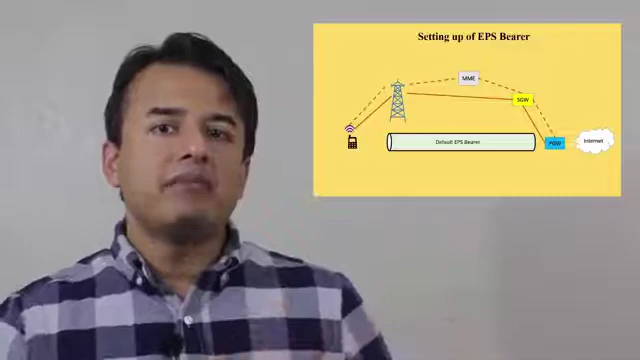 Setting up of EPS Bearer
MME
SGW
PGW
Internet
Default EPS Bearer